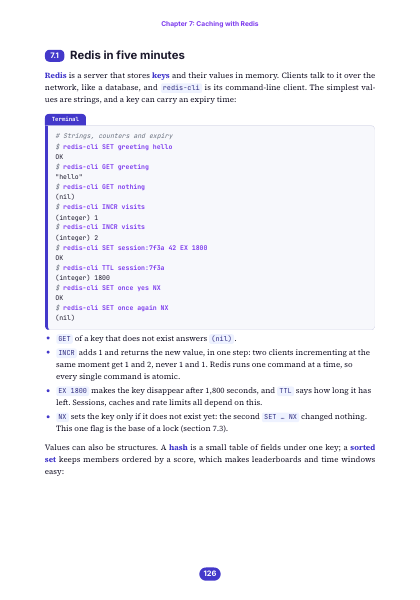 Chapter 7: Caching with Redis
7.1 Redis in five minutes
Redis is a server that stores keys and their values in memory. Clients talk to it over the
network, like a database, and redis-cli is its command-line client. The simplest val-
ues are strings, and a key can carry an expiry time:
Terminal
# Strings, counters and expiry
$ redis-cli SET greeting hello
OK
$ redis-cli GET greeting
"hello"
$ redis-cli GET nothing
(nil)
$ redis-cli INCR visits
(integer) 1
$ redis-cli INCR visits
(integer) 2
$ redis-cli SET session:7f3a 42 EX 1800
OK
$ redis-cli TTL session:7f3a
(integer) 1800
$ redis-cli SET once yes NX
OK
$ redis-cli SET once again NX
(nil)
• GET of a key that does not exist answers (nil).
• INCR adds 1 and returns the new value, in one step: two clients incrementing at the
same moment get 1 and 2, never 1 and 1. Redis runs one command at a time, so
every single command is atomic.
• EX 1800 makes the key disappear after 1,800 seconds, and TTL says how long it has
left. Sessions, caches and rate limits all depend on this.
• NX sets the key only if it does not exist yet: the second SET … NX changed nothing.
This one flag is the base of a lock (section 7.3).
Values can also be structures. A hash is a small table of fields under one key; a sorted
set keeps members ordered by a score, which makes leaderboards and time windows
easy:
126